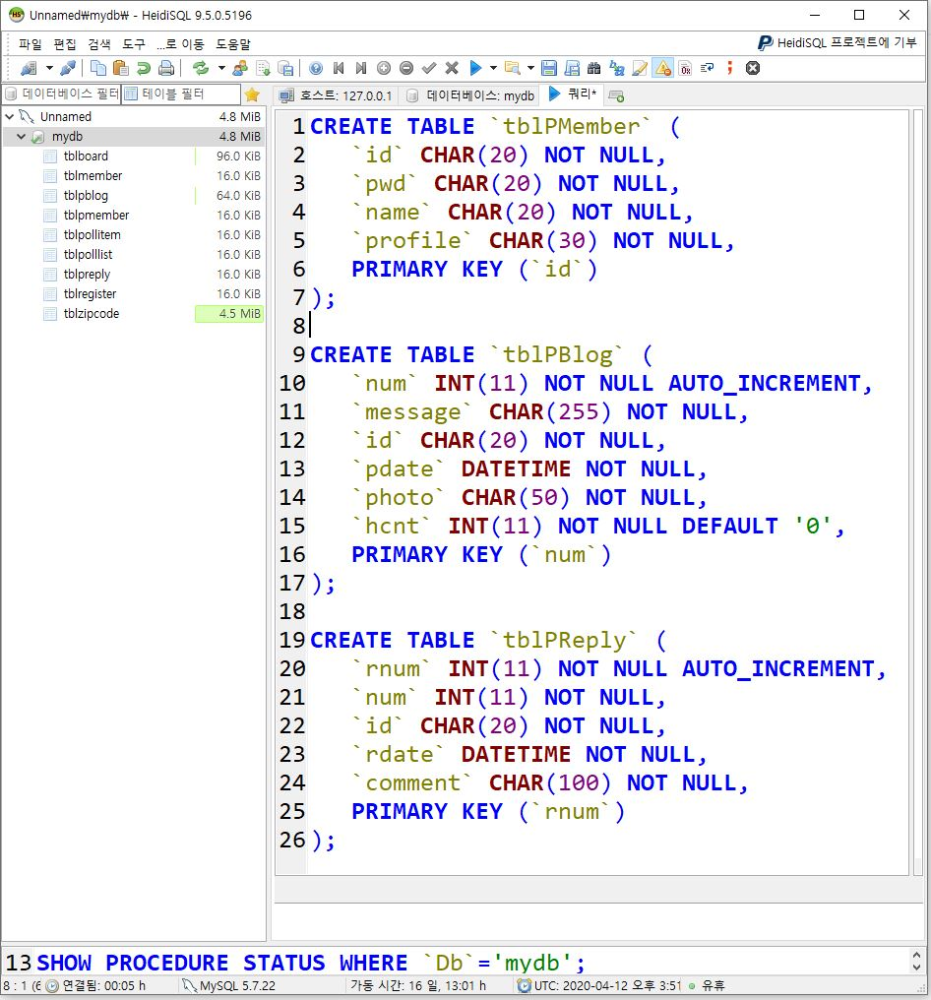 Unnamed₩mydb₩ - HeidiSQL 9.5.0.5196
파일 편집 검색 도구 ...로 이동 도움말
HeidiSQL 프로젝트에 기부
데이터베이스 필터 테이블 필터
호스트: 127.0.0.1 데이터베이스: mydb 쿼리*
Unnamed 4.8 MiB
mydb 4.8 MiB
tblboard 96.0 KiB
tblmember 16.0 KiB
tblpblog 64.0 KiB
tblpmember 16.0 KiB
tblpollitem 16.0 KiB
tblpolllist 16.0 KiB
tblpreply 16.0 KiB
tblregister 16.0 KiB
tblzipcode 4.5 MiB
1 CREATE TABLE `tblPMember` (
2 `id` CHAR(20) NOT NULL,
3 `pwd` CHAR(20) NOT NULL,
4 `name` CHAR(20) NOT NULL,
5 `profile` CHAR(30) NOT NULL,
6 PRIMARY KEY (`id`)
7 );
8
9 CREATE TABLE `tblPBlog` (
10 `num` INT(11) NOT NULL AUTO_INCREMENT,
11 `message` CHAR(255) NOT NULL,
12 `id` CHAR(20) NOT NULL,
13 `pdate` DATETIME NOT NULL,
14 `photo` CHAR(50) NOT NULL,
15 `hcnt` INT(11) NOT NULL DEFAULT '0',
16 PRIMARY KEY (`num`)
17 );
18
19 CREATE TABLE `tblPReply` (
20 `rnum` INT(11) NOT NULL AUTO_INCREMENT,
21 `num` INT(11) NOT NULL,
22 `id` CHAR(20) NOT NULL,
23 `rdate` DATETIME NOT NULL,
24 `comment` CHAR(100) NOT NULL,
25 PRIMARY KEY (`rnum`)
26 );
13 SHOW PROCEDURE STATUS WHERE `Db`='mydb';
8 : 1 (6 연결됨: 00:05 h MySQL 5.7.22 가동 시간: 16 일, 13:01 h UTC: 2020-04-12 오후 3:51 유휴